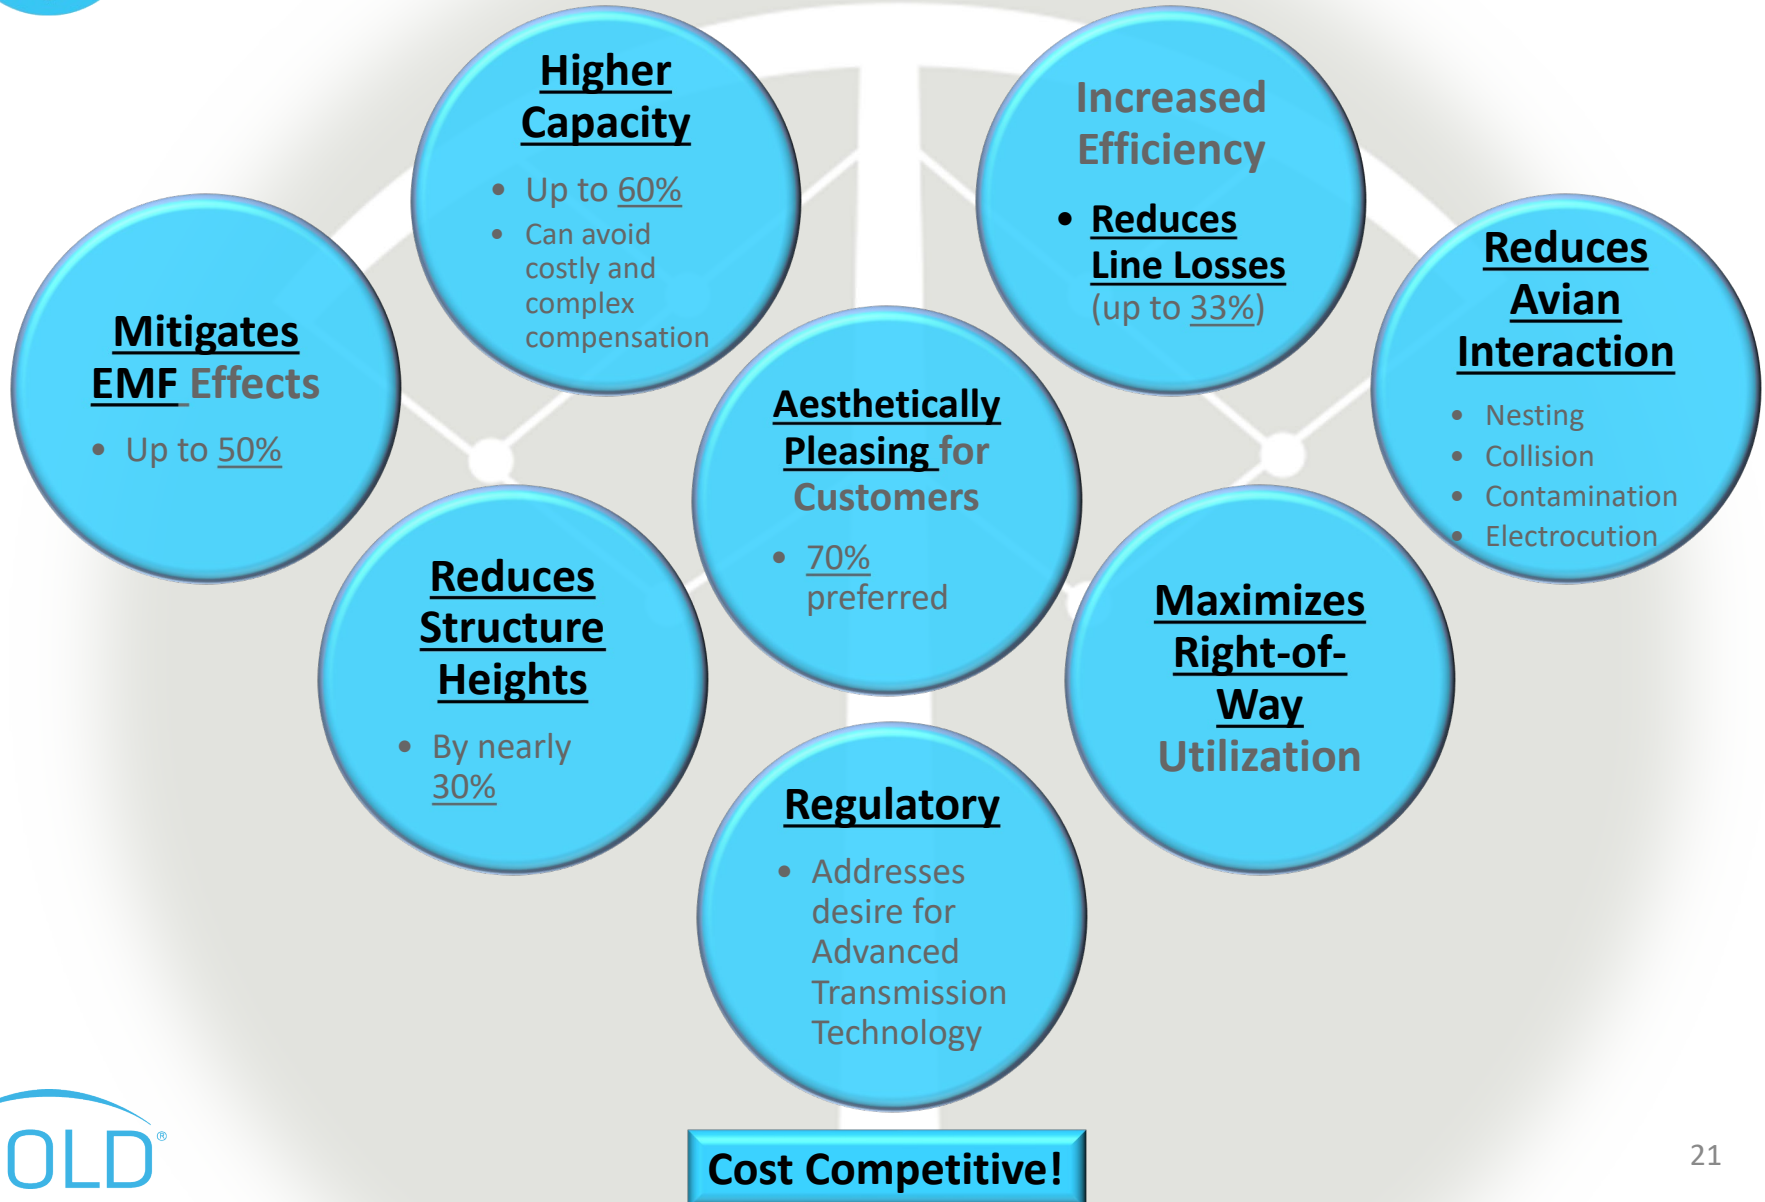 Higher
Capacity
• Up to 60%
• Can avoid
costly and
complex
compensation
Increased
Efficiency
• Reduces
Line Losses
(up to 33%)
Mitigates
EMF Effects
• Up to 50%
Reduces
Avian
Interaction
• Nesting
• Collision
• Contamination
• Electrocution
Aesthetically
Pleasing for
Customers
• 70%
preferred
Reduces
Structure
Heights
• By nearly
30%
Maximizes
Right-of-
Way
Utilization
Regulatory
• Addresses
desire for
Advanced
Transmission
Technology
OLD®
Cost Competitive!
21